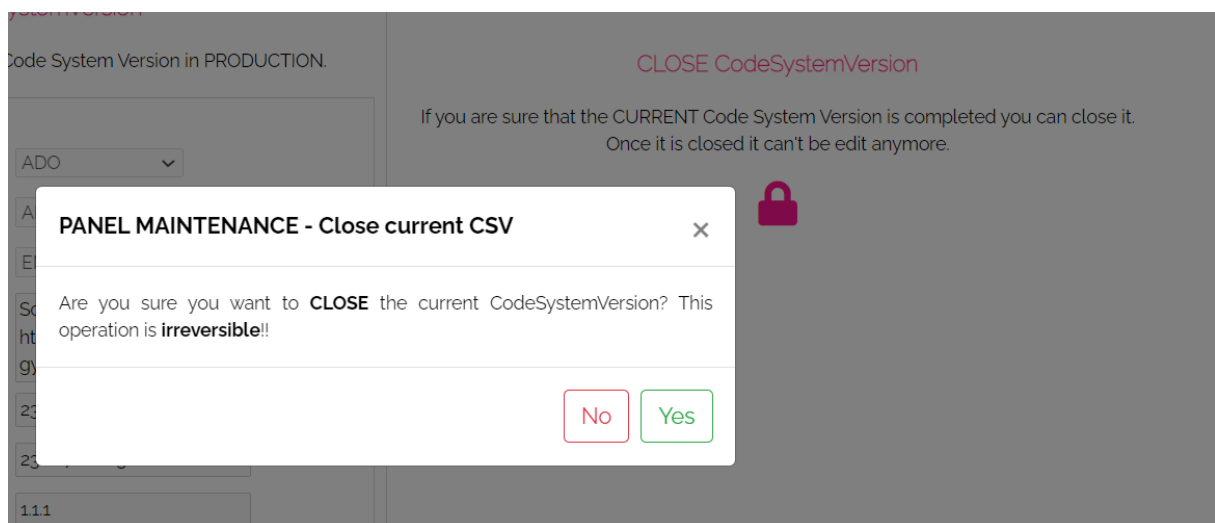 Code System Version in PRODUCTION.
ADO
23
23
1.1.1
CLOSE CodeSystemVersion
If you are sure that the CURRENT Code System Version is completed you can close it.
Once it is closed it can't be edit anymore.
PANEL MAINTENANCE - Close current CSV
×
Are you sure you want to CLOSE the current CodeSystemVersion? This
operation is irreversible!!
No
Yes